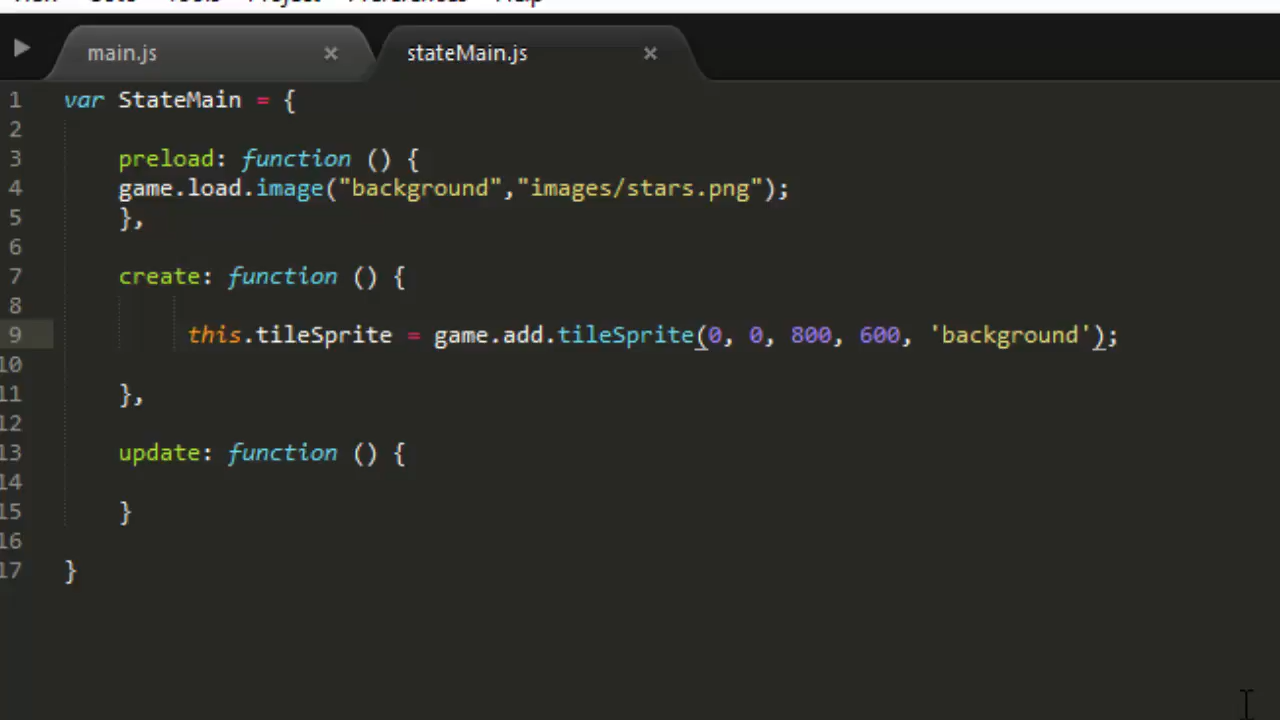 main.js × stateMain.js ×
1 var StateMain = {
2
3 preload: function () {
4 game.load.image("background","images/stars.png");
5 },
6
7 create: function () {
8
9 this.tileSprite = game.add.tileSprite(0, 0, 800, 600, 'background');
10
11 },
12
13 update: function () {
14
15 }
16
17 }